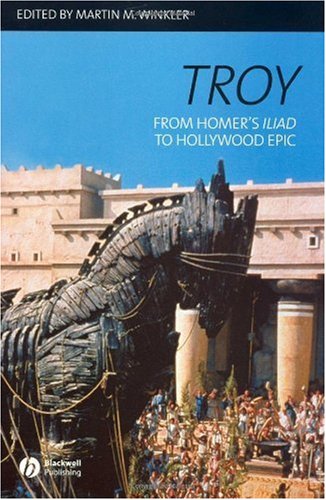 EDITED BY MARTIN M. WINKLER
TROY
FROM HOMER'S ILIAD
TO HOLLYWOOD EPIC
Blackwell
Publishing